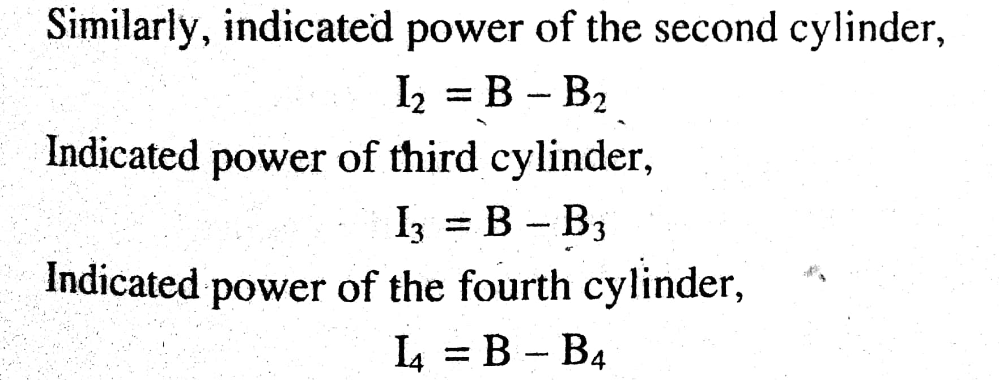 Similarly, indicated power of the second cylinder,
I₂ = B – B₂
Indicated power of third cylinder,
I₃ = B – B₃
Indicated power of the fourth cylinder,
I₄ = B – B₄